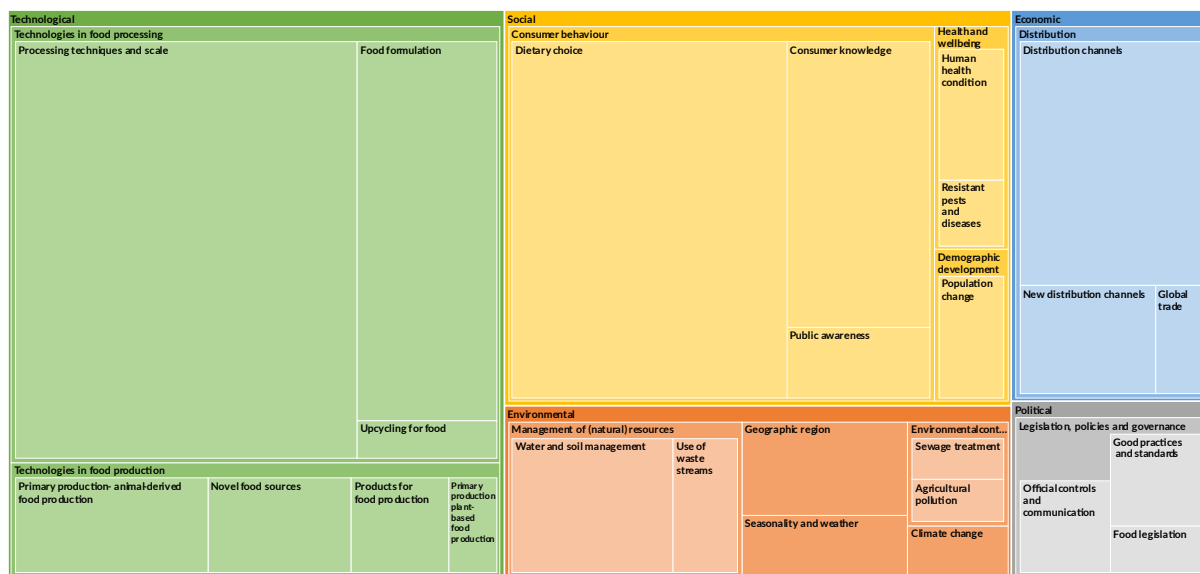 Technological
Technologies in food processing
Processing techniques and scale
Food formulation
Upcycling for food
Technologies in food production
Primary production- animal-derived
food production
Novel food sources
Products for
food production
Primary
production
plant-
based
food
production
Social
Consumer behaviour
Dietary choice
Consumer knowledge
Public awareness
Health and
wellbeing
Human
health
condition
Resistant
pests
and
diseases
Demographic
development
Population
change
Environmental
Management of (natural) resources
Water and soil management
Use of
waste
streams
Geographic region
Seasonality and weather
Environmental cont...
Sewage treatment
Agricultural
pollution
Climate change
Economic
Distribution
Distribution channels
New distribution channels
Global
trade
Political
Legislation, policies and governance
Good practices
and standards
Official controls
and
communication
Food legislation